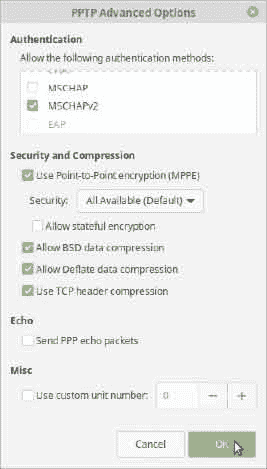 PPTP Advanced Options
Authentication
Allow the following authentication methods:
CHAP
MSCHAP
MSCHAPv2
EAP
Security and Compression
Use Point-to-Point encryption (MPPE)
Security: All Available (Default)
Allow stateful encryption
Allow BSD data compression
Allow Deflate data compression
Use TCP header compression
Echo
Send PPP echo packets
Misc
Use custom unit number: 0 − +
Cancel OK